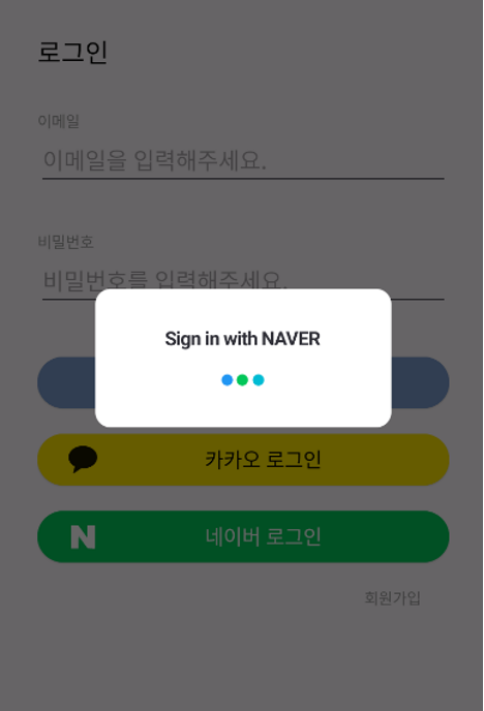 로그인
이메일
이메일을 입력해주세요.
비밀번호
비밀번호를 입력해주세요.
Sign in with NAVER
카카오 로그인
N 네이버 로그인
회원가입